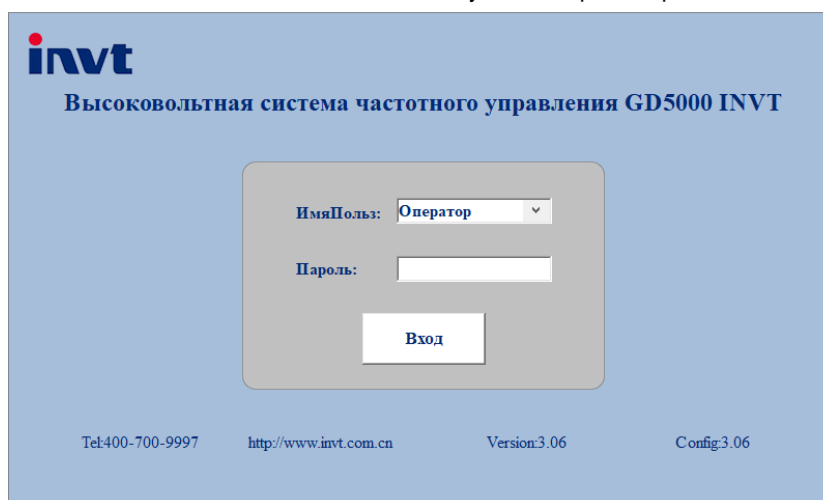 invt
Высоковольтная система частотного управления GD5000 INVT
ИмяПольз: Оператор
Пароль:
Вход
Tel:400-700-9997 http://www.invt.com.cn Version:3.06 Config:3.06